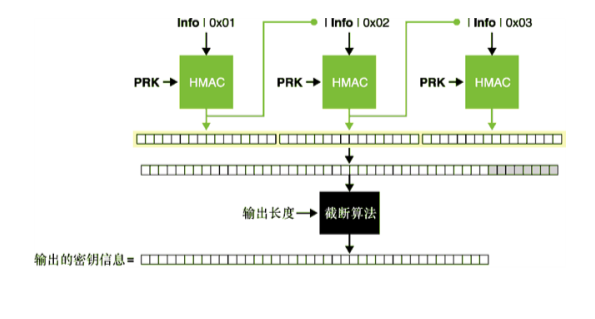 Info | 0x01
| Info | 0x02
| Info | 0x03
PRK HMAC
PRK HMAC
PRK HMAC
输出长度 截断算法
输出的密钥信息=